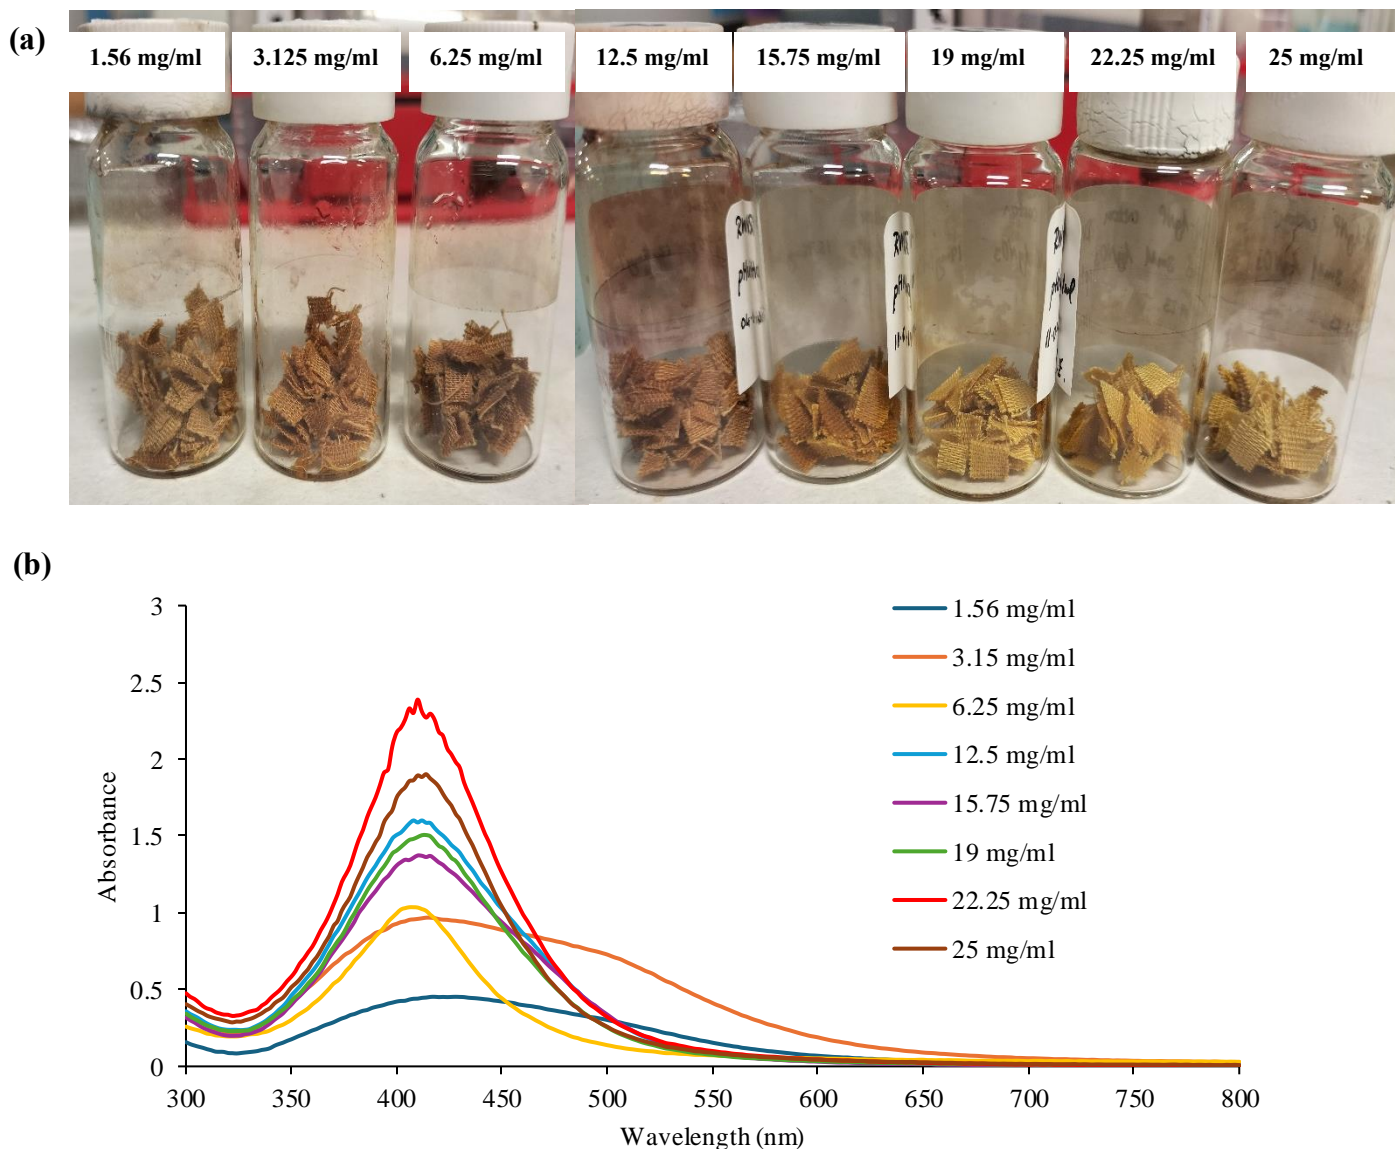 (a)
1.56 mg/ml
3.125 mg/ml
6.25 mg/ml
12.5 mg/ml
15.75 mg/ml
19 mg/ml
22.25 mg/ml
25 mg/ml
(b)
3
2.5
2
1.5
1
0.5
0
Absorbance
300 350 400 450 500 550 600 650 700 750 800
Wavelength (nm)
1.56 mg/ml
3.15 mg/ml
6.25 mg/ml
12.5 mg/ml
15.75 mg/ml
19 mg/ml
22.25 mg/ml
25 mg/ml